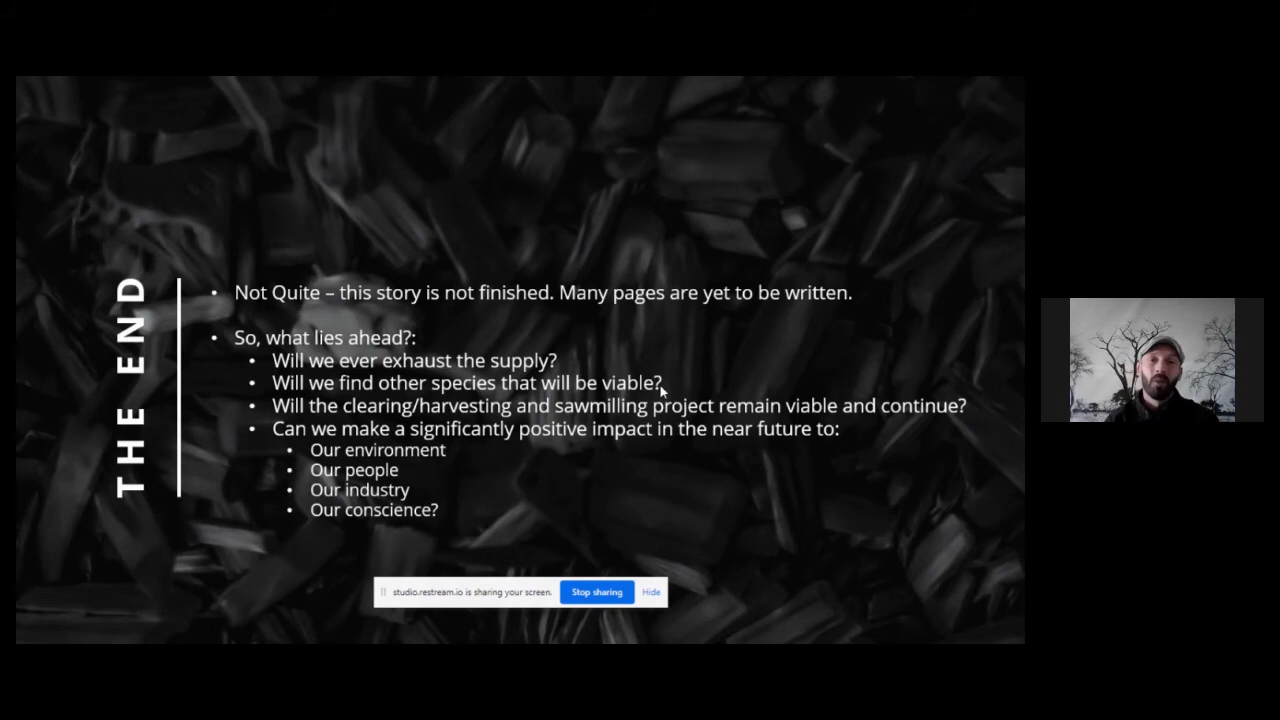 THE END
• Not Quite – this story is not finished. Many pages are yet to be written.
• So, what lies ahead?:
• Will we ever exhaust the supply?
• Will we find other species that will be viable?
• Will the clearing/harvesting and sawmilling project remain viable and continue?
• Can we make a significantly positive impact in the near future to:
• Our environment
• Our people
• Our industry
• Our conscience?
studio.restream.io is sharing your screen. Stop sharing Hide